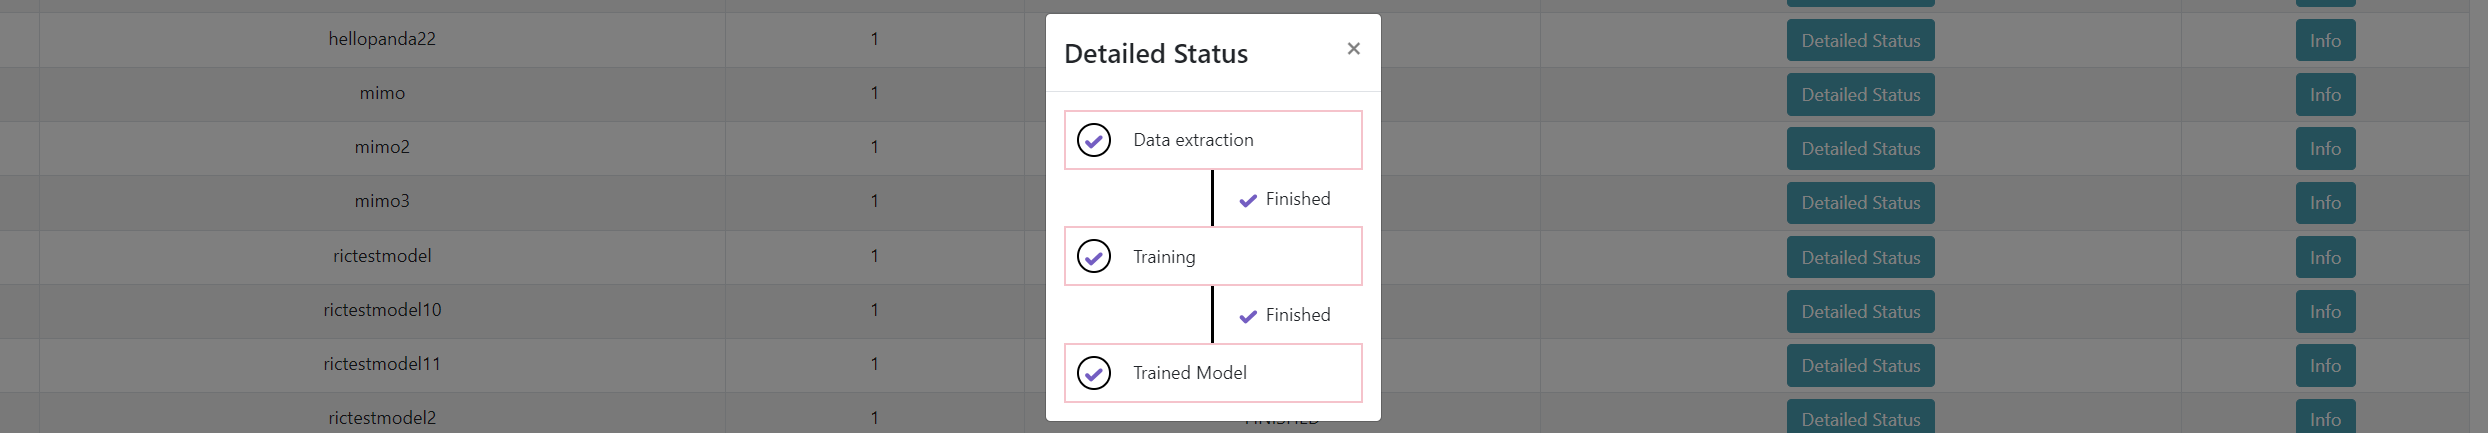 hellopanda22 1 Detailed Status Info
Detailed Status ×
mimo 1 Detailed Status Info
Data extraction
mimo2 1 Detailed Status Info
mimo3 1 Finished Detailed Status Info
rictestmodel 1 Training Detailed Status Info
rictestmodel10 1 Finished Detailed Status Info
rictestmodel11 1 Trained Model Detailed Status Info
rictestmodel2 1 FINISHED Detailed Status Info